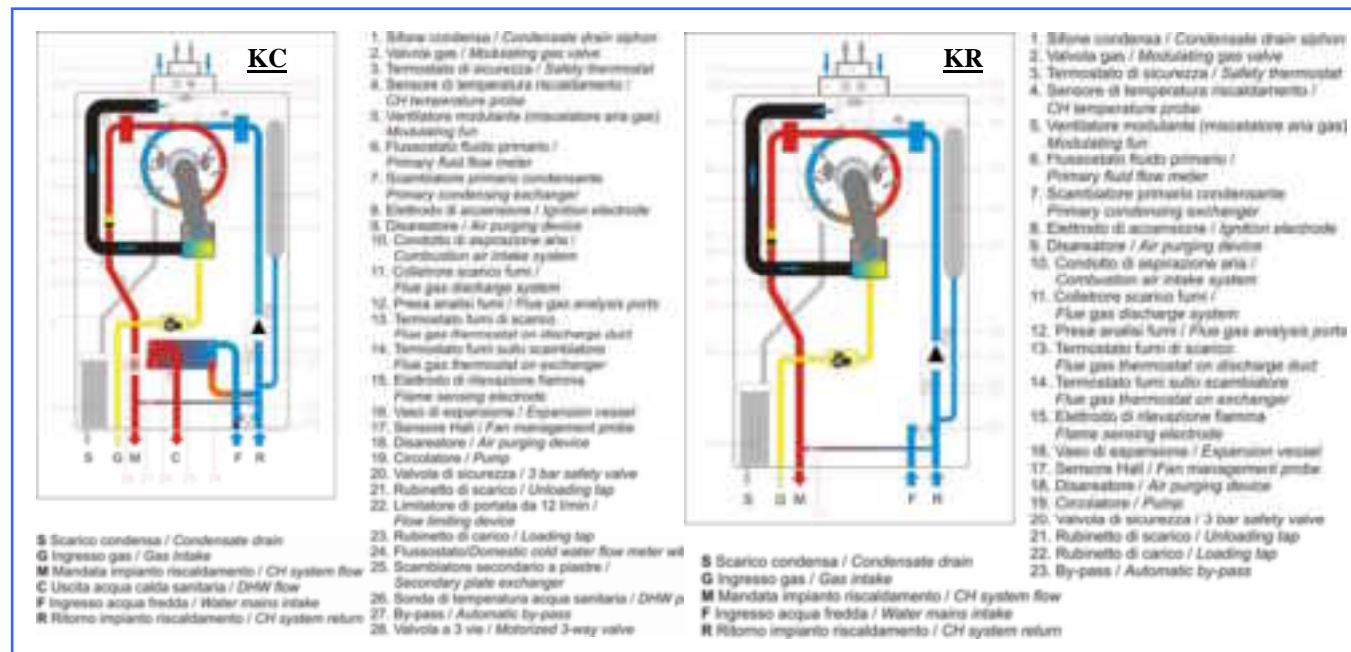 KC
1. Sifone condensa / Condensate drain siphon
2. Valvola gas / Modulating gas valve
3. Termostato di sicurezza / Safety thermostat
4. Sensore di temperatura riscaldamento /
CH temperature probe
5. Ventilatore modulante (miscelatore aria gas)
Modulating fun
6. Flussostato fluido primario /
Primary fluid flow meter
7. Scambiatore primario condensante
Primary condensing exchanger
8. Elettrodo di accensione / Ignition electrode
9. Disareatore / Air purging device
10. Condotto di aspirazione aria /
Combustion air intake system
11. Collettore scarico fumi /
Flue gas discharge system
12. Presa analisi fumi / Flue gas analysis ports
13. Termostato fumi di scarico
Flue gas thermostat on discharge duct
14. Termostato fumi sullo scambiatore
Flue gas thermostat on exchanger
15. Elettrodo di rilevazione fiamma
Flame sensing electrode
16. Vaso di espansione / Expansion vessel
17. Sensore Hall / Fan management probe
18. Disareatore / Air purging device
19. Circolatore / Pump
20. Valvola di sicurezza / 3 bar safety valve
21. Rubinetto di scarico / Unloading tap
22. Limitatore di portata da 12 l/min /
Flow limiting device
23. Rubinetto di carico / Loading tap
24. Flussostato/Domestic cold water flow meter wit
25. Scambiatore secondario a piastre /
Secondary plate exchanger
26. Sonda di temperatura acqua sanitaria / DHW p
27. By-pass / Automatic by-pass
28. Valvola a 3 vie / Motorized 3-way valve
S G M C F R
S Scarico condensa / Condensate drain
G Ingresso gas / Gas Intake
M Mandata impianto riscaldamento / CH system flow
C Uscita acqua calda sanitaria / DHW flow
F Ingresso acqua fredda / Water mains intake
R Ritorno impianto riscaldamento / CH system return
KR
1. Sifone condensa / Condensate drain siphon
2. Valvola gas / Modulating gas valve
3. Termostato di sicurezza / Safety thermostat
4. Sensore di temperatura riscaldamento /
CH temperature probe
5. Ventilatore modulante (miscelatore aria gas)
Modulating fun
6. Flussostato fluido primario /
Primary fluid flow meter
7. Scambiatore primario condensante
Primary condensing exchanger
8. Elettrodo di accensione / Ignition electrode
9. Disareatore / Air purging device
10. Condotto di aspirazione aria /
Combustion air intake system
11. Collettore scarico fumi /
Flue gas discharge system
12. Presa analisi fumi / Flue gas analysis ports
13. Termostato fumi di scarico
Flue gas thermostat on discharge duct
14. Termostato fumi sullo scambiatore
Flue gas thermostat on exchanger
15. Elettrodo di rilevazione fiamma
Flame sensing electrode
16. Vaso di espansione / Expansion vessel
17. Sensore Hall / Fan management probe
18. Disareatore / Air purging device
19. Circolatore / Pump
20. Valvola di sicurezza / 3 bar safety valve
21. Rubinetto di scarico / Unloading tap
22. Rubinetto di carico / Loading tap
23. By-pass / Automatic by-pass
S G M F R
S Scarico condensa / Condensate drain
G Ingresso gas / Gas intake
M Mandata impianto riscaldamento / CH system flow
F Ingresso acqua fredda / Water mains intake
R Ritorno impianto riscaldamento / CH system return